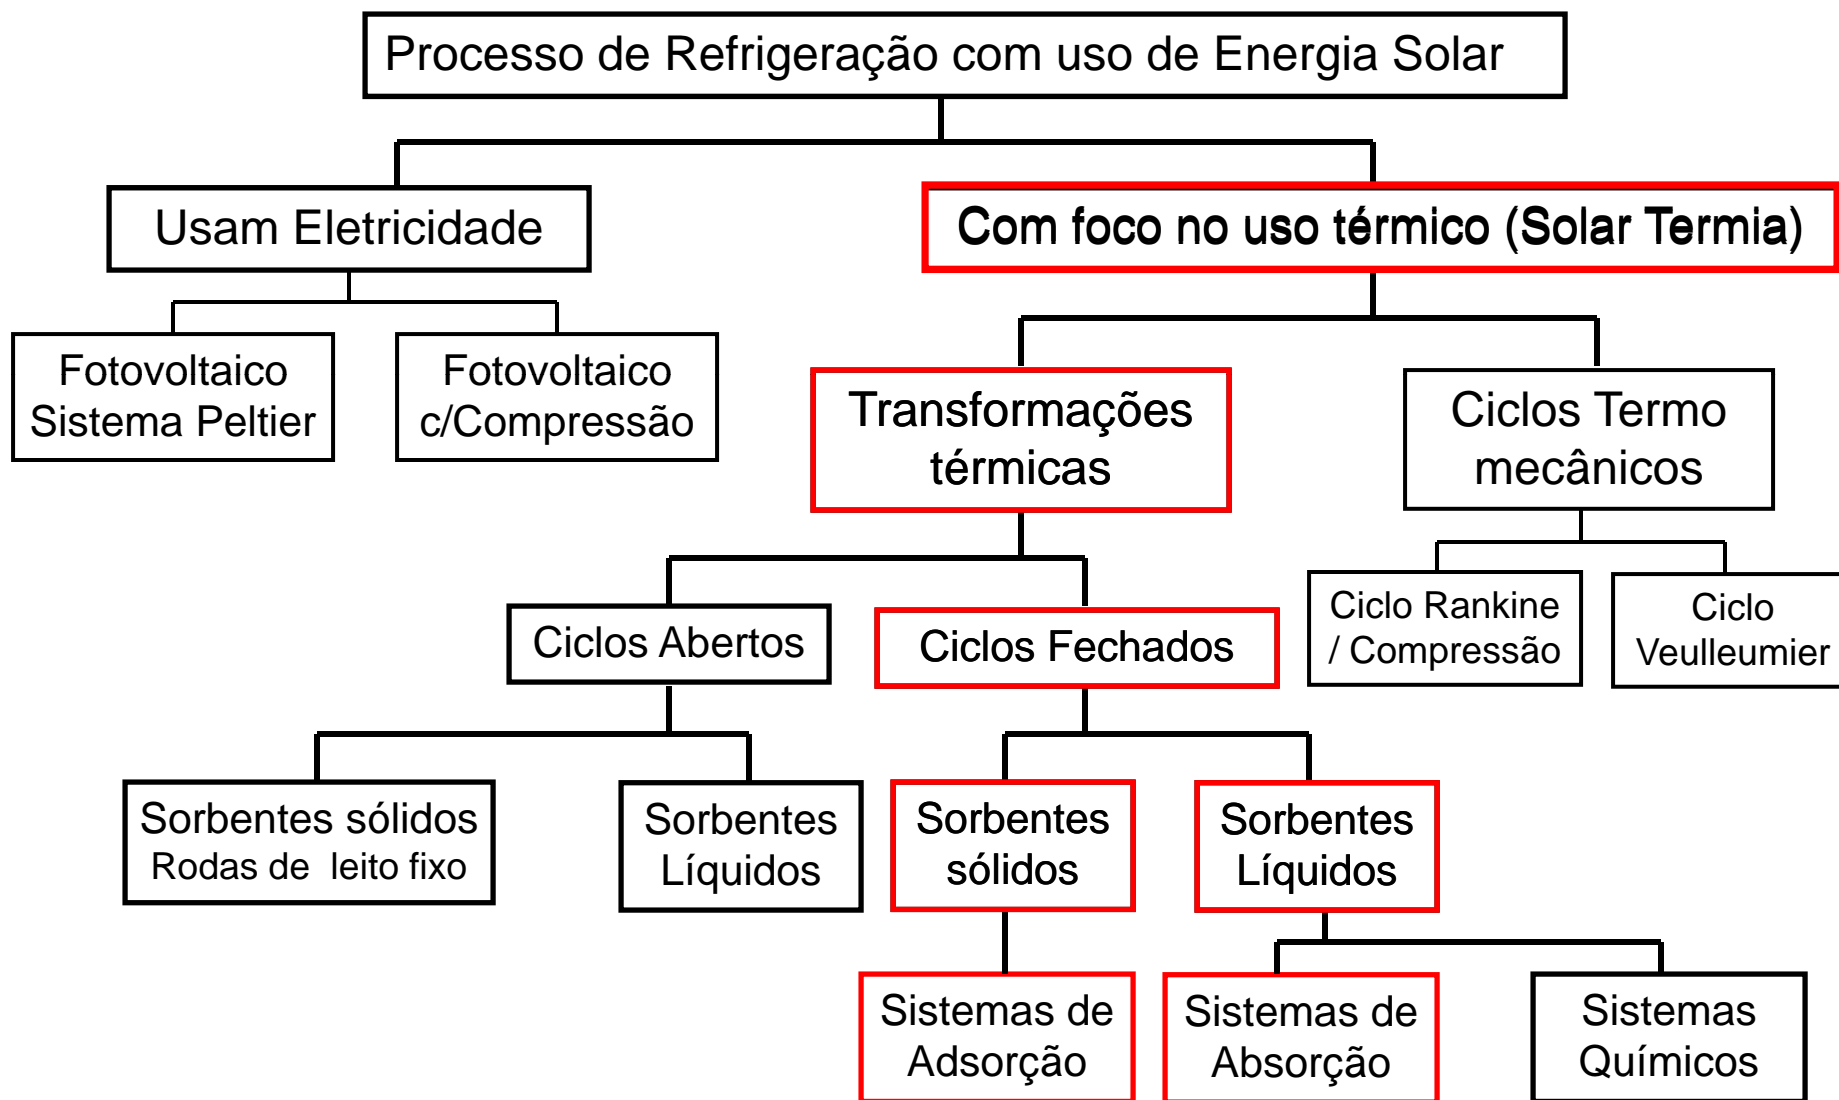 Processo de Refrigeração com uso de Energia Solar
Usam Eletricidade
Com foco no uso térmico (Solar Termia)
Fotovoltaico
Sistema Peltier
Fotovoltaico
c/Compressão
Transformações
térmicas
Ciclos Termo
mecânicos
Ciclos Abertos
Ciclos Fechados
Ciclo Rankine
/ Compressão
Ciclo
Veulleumier
Sorbentes sólidos
Rodas de leito fixo
Sorbentes
Líquidos
Sorbentes
sólidos
Sorbentes
Líquidos
Sistemas de
Adsorção
Sistemas de
Absorção
Sistemas
Químicos